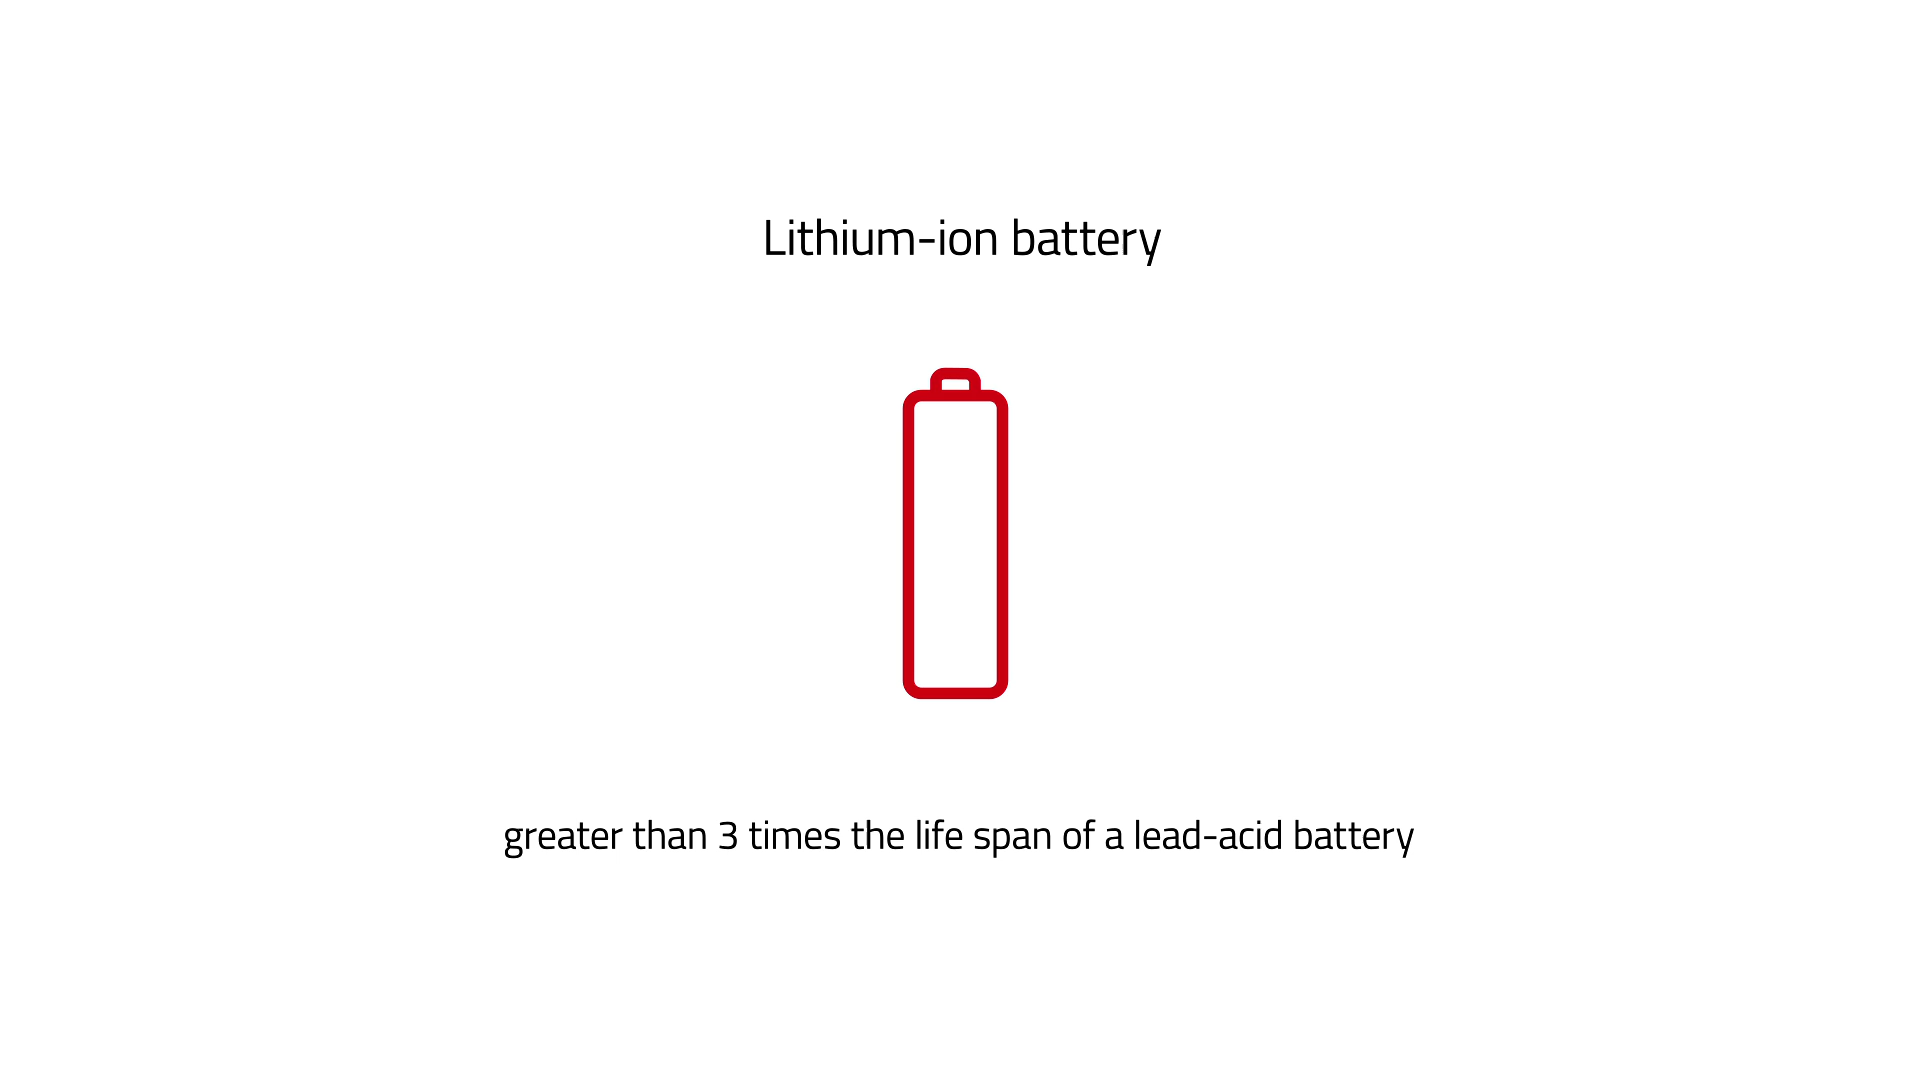 Lithium-ion battery
greater than 3 times the life span of a lead-acid battery